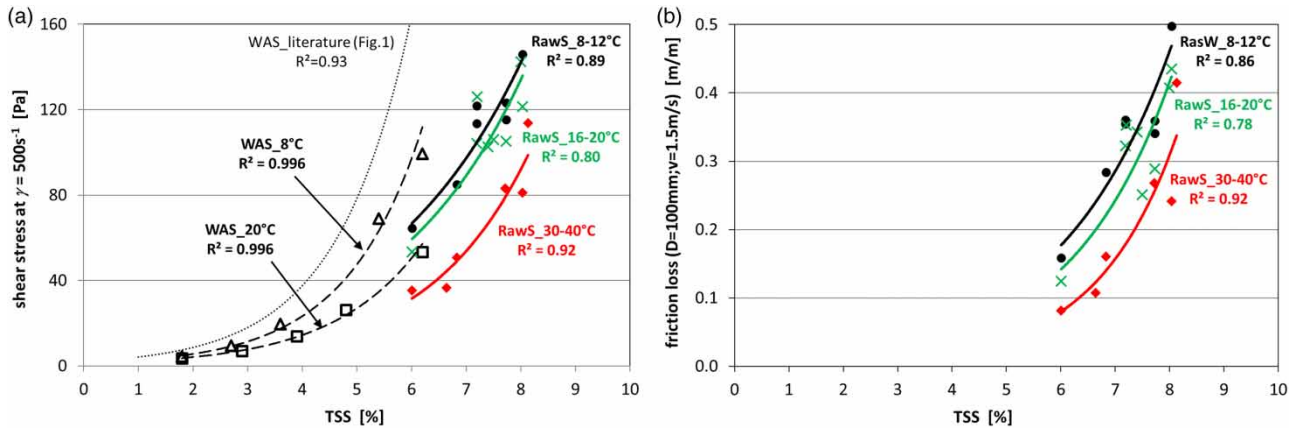 (a)
160
120
80
40
0
shear stress at γ = 500s⁻¹ [Pa]
WAS_literature (Fig.1)
R²=0.93
WAS_8°C
R² = 0.996
WAS_20°C
R² = 0.996
RawS_8-12°C
R² = 0.89
RawS_16-20°C
R² = 0.80
RawS_30-40°C
R² = 0.92
0 1 2 3 4 5 6 7 8 9 10
TSS [%]
(b)
0.5
0.4
0.3
0.2
0.1
0.0
friction loss (D=100mm;v=1.5m/s) [m/m]
RasW_8-12°C
R² = 0.86
RawS_16-20°C
R² = 0.78
RawS_30-40°C
R² = 0.92
0 1 2 3 4 5 6 7 8 9 10
TSS [%]